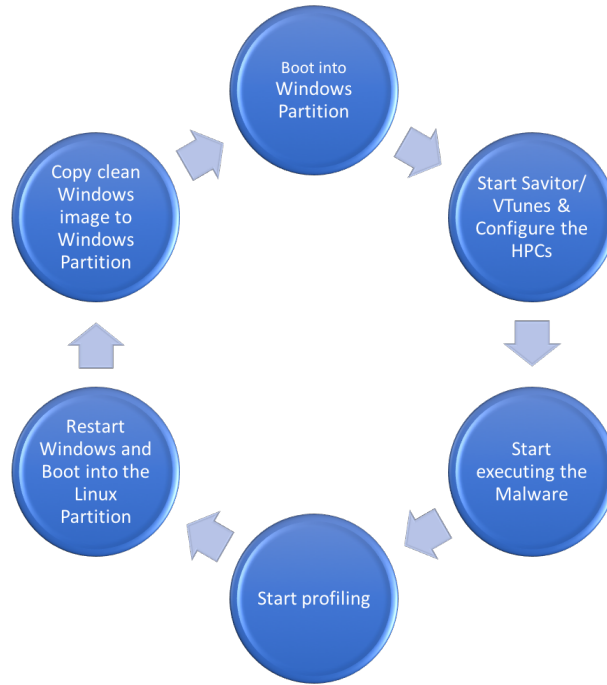 Boot into
Windows
Partition
Start Savitor/
VTunes &
Configure the
HPCs
Start
executing the
Malware
Start profiling
Restart
Windows and
Boot into the
Linux
Partition
Copy clean
Windows
image to
Windows
Partition